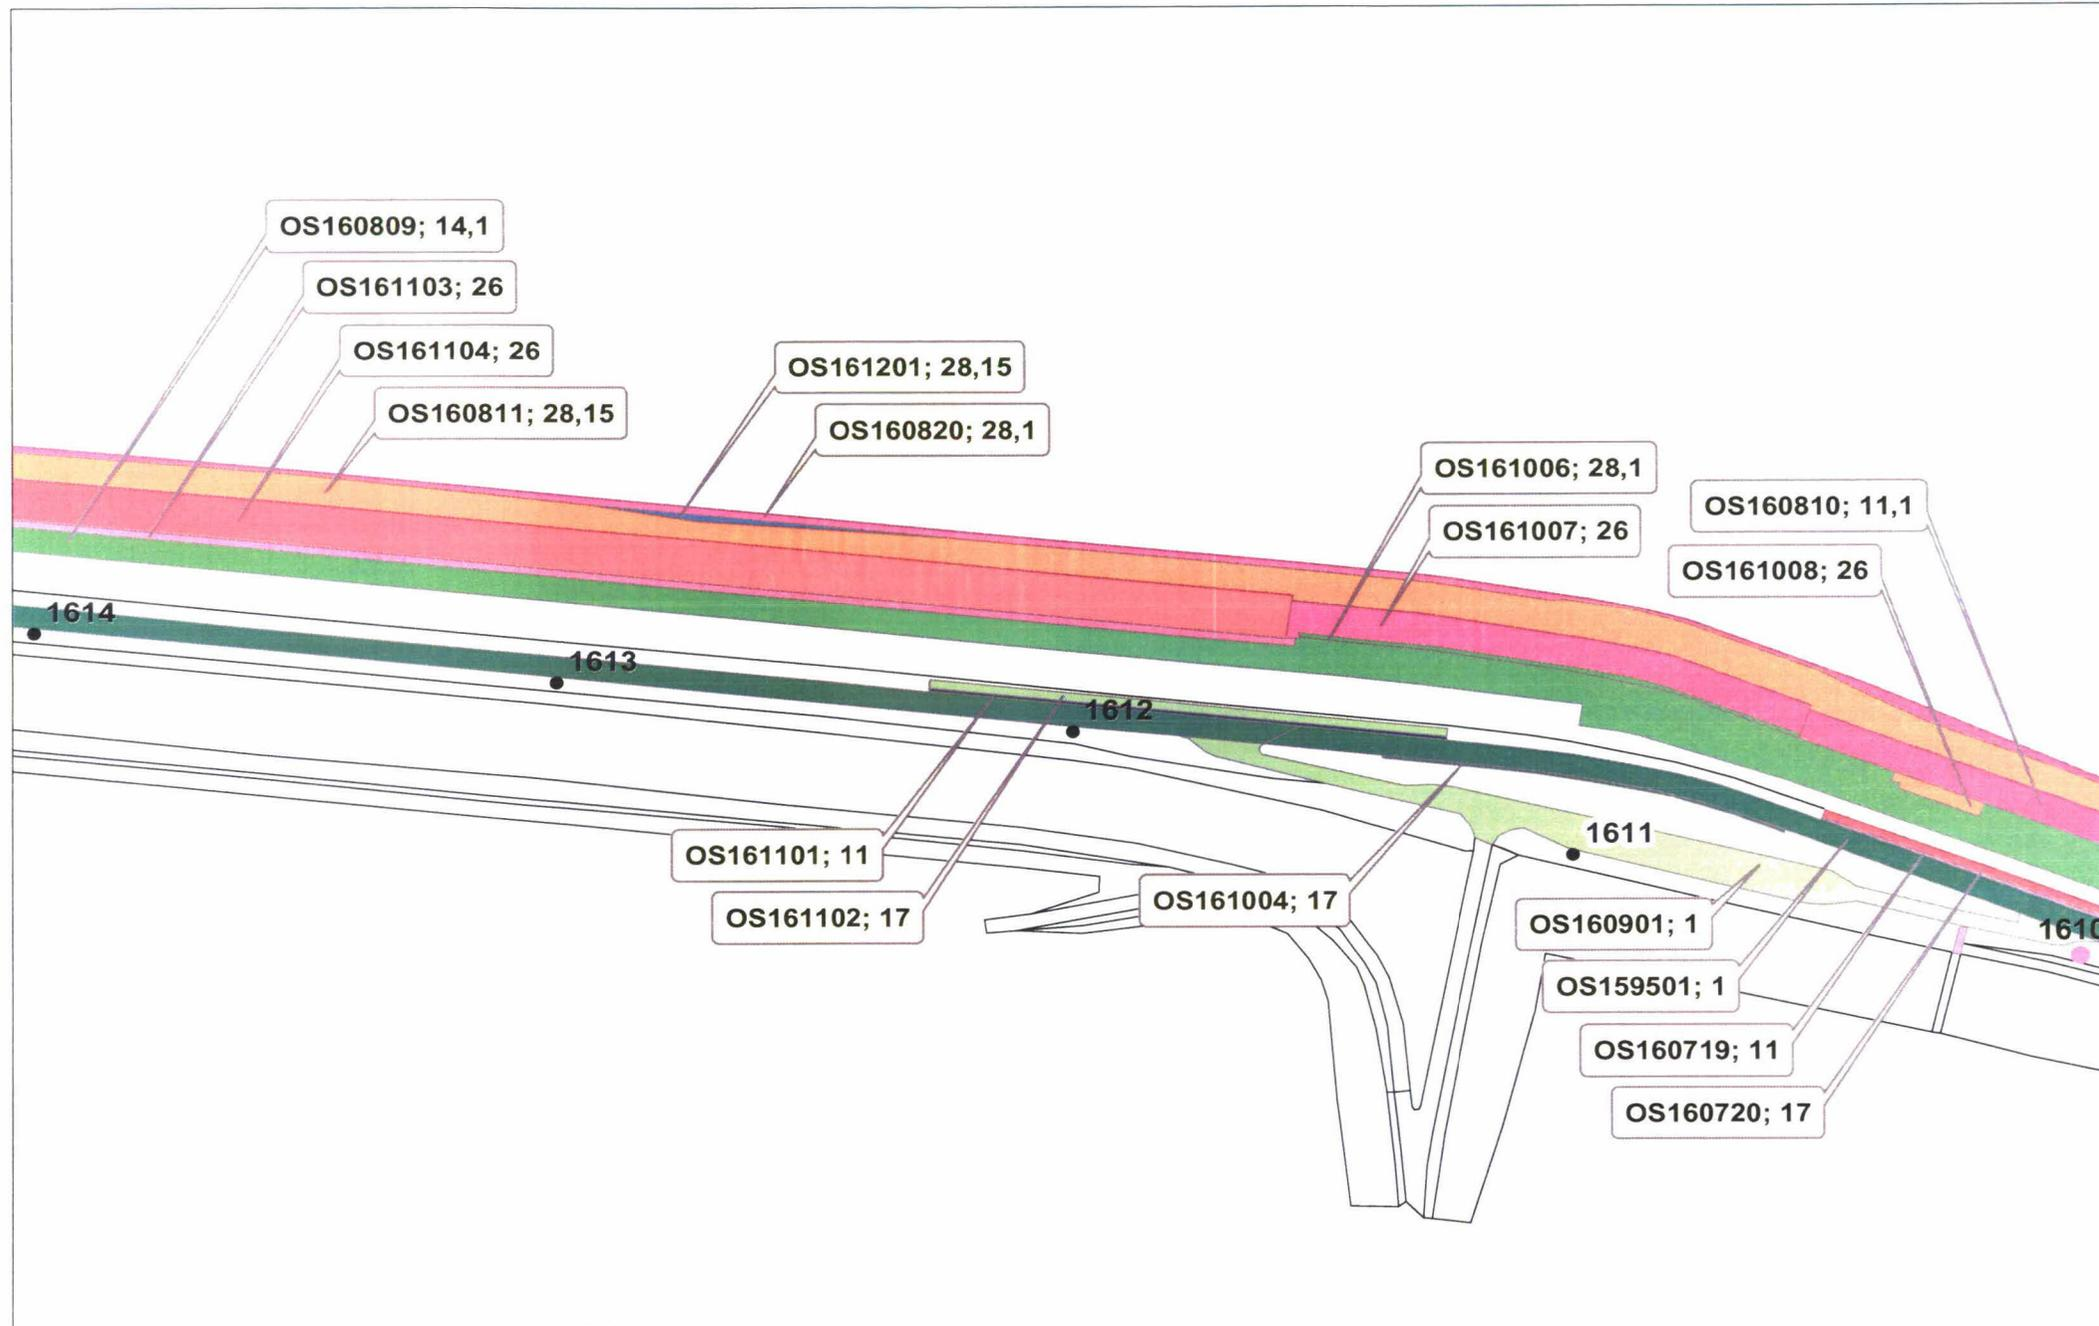 OS160809; 14,1
OS161103; 26
OS161104; 26
OS160811; 28,15
OS161201; 28,15
OS160820; 28,1
OS161006; 28,1
OS161007; 26
OS160810; 11,1
OS161008; 26
1614
1613
1612
1611
1610
OS161101; 11
OS161102; 17
OS161004; 17
OS160901; 1
OS159501; 1
OS160719; 11
OS160720; 17